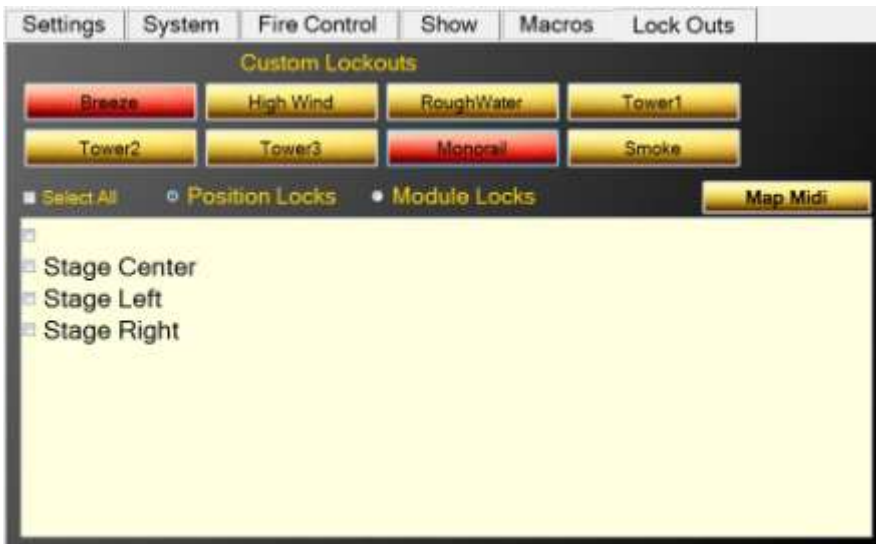 Settings System Fire Control Show Macros Lock Outs
Custom Lockouts
Breeze High Wind RoughWater Tower1
Tower2 Tower3 Monorail Smoke
Select All Position Locks Module Locks Map Midi
Stage Center
Stage Left
Stage Right